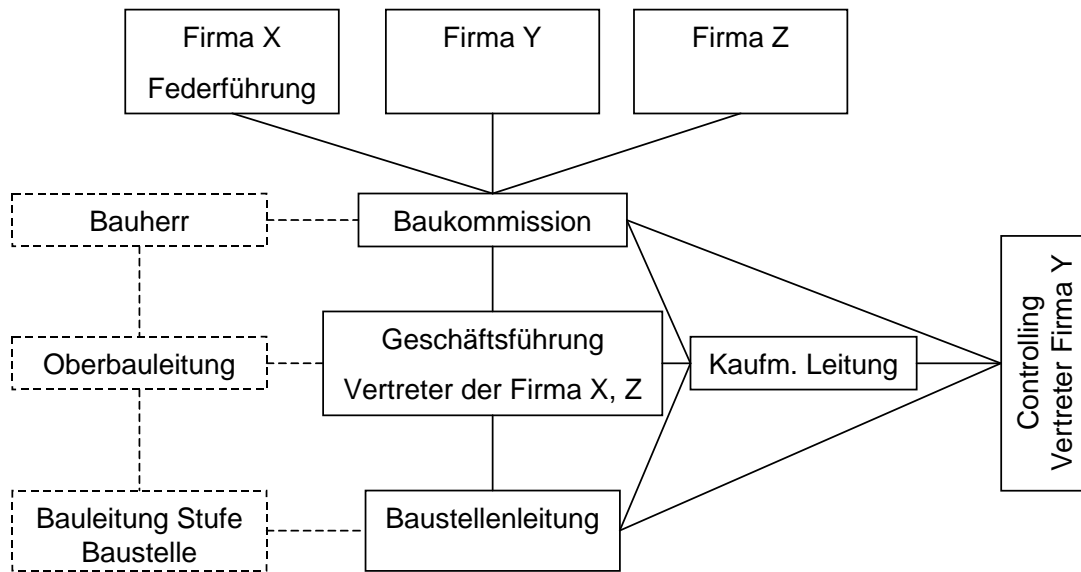 Firma X
Federführung
Firma Y
Firma Z
Bauherr
Baukommission
Oberbauleitung
Geschäftsführung
Vertreter der Firma X, Z
Kaufm. Leitung
Controlling
Vertreter Firma Y
Bauleitung Stufe
Baustelle
Baustellenleitung